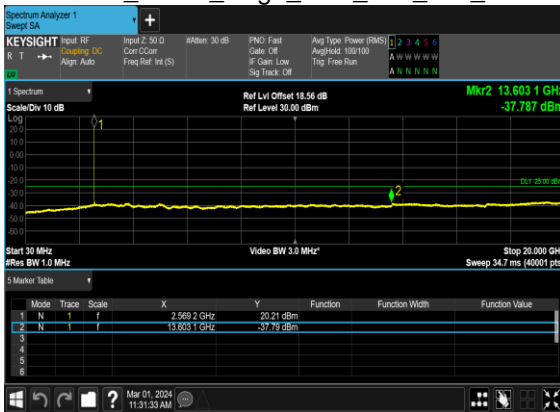 Spectrum Analyzer 1
Swept SA
KEYSIGHT Input: RF Input Z: 50 Ω #Atten: 30 dB PNO: Fast Avg Type: Power (RMS) 1 2 3 4 5 6
R T Coupling: DC Corr CCorr Gate: Off Avg|Hold: 100/100 A W W W W W
Align: Auto Freq Ref: Int (S) IF Gain: Low Trig: Free Run
Sig Track: Off A N N N N N
1 Spectrum Ref Lvl Offset 18.56 dB Mkr2 13.603 1 GHz
Scale/Div 10 dB Ref Level 30.00 dBm -37.787 dBm
Log
20.0
10.0
0.00
-10.0
-20.0
-30.0
-40.0
-50.0
-60.0
1
2
Start 30 MHz Video BW 3.0 MHz* Stop 20.000 GH
#Res BW 1.0 MHz Sweep 34.7 ms (40001 pts
5 Marker Table
Mode Trace Scale X Y Function Function Width Function Value
1 N 1 f 2.569 2 GHz 20.21 dBm
2 N 1 f 13.603 1 GHz -37.79 dBm
3
4
5
6
? Mar 01, 2024
11:31:33 AM